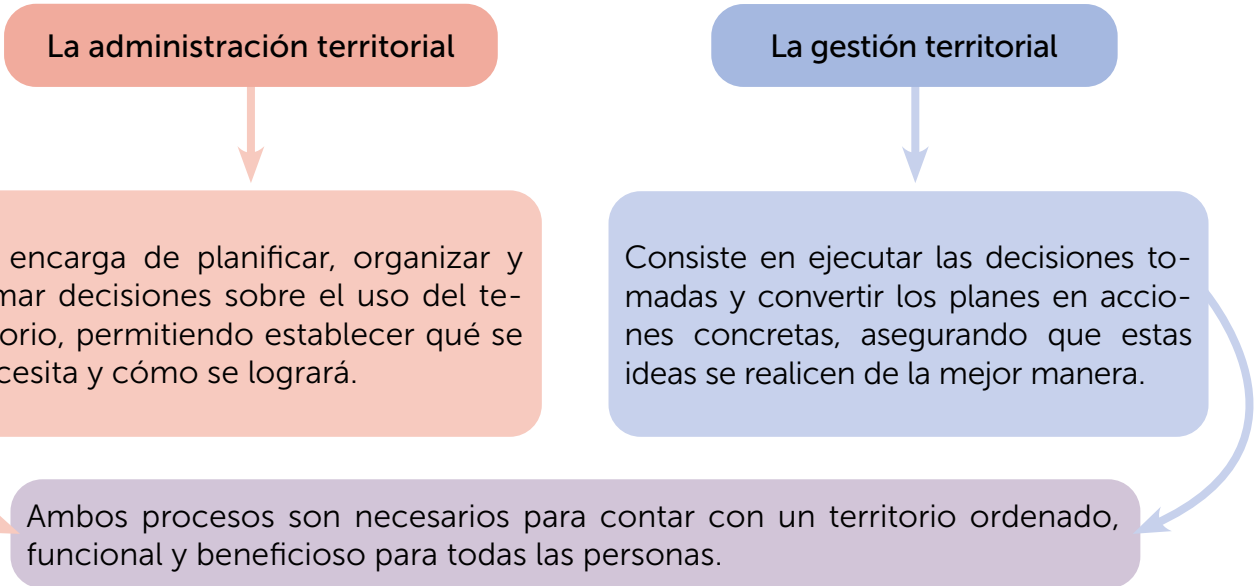 La administración territorial
encarga de planificar, organizar y
mar decisiones sobre el uso del te-
orio, permitiendo establecer qué se
cesita y cómo se logrará.
La gestión territorial
Consiste en ejecutar las decisiones to-
madas y convertir los planes en accio-
nes concretas, asegurando que estas
ideas se realicen de la mejor manera.
Ambos procesos son necesarios para contar con un territorio ordenado,
funcional y beneficioso para todas las personas.